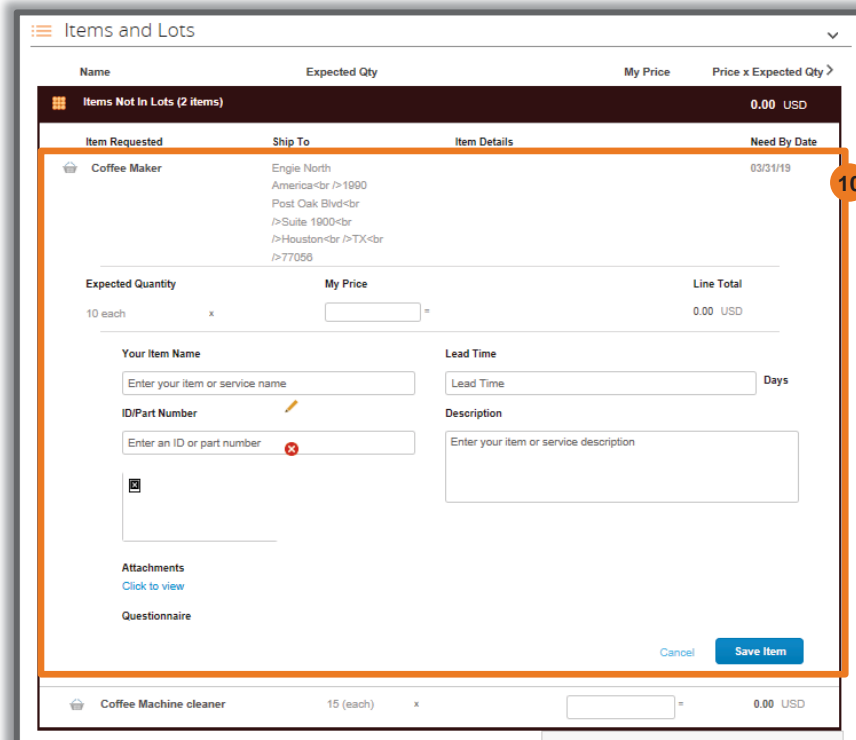 Items and Lots
Name Expected Qty My Price Price x Expected Qty
Items Not In Lots (2 items) 0.00 USD
Item Requested Ship To Item Details Need By Date
Coffee Maker Engie North 03/31/19
America<br />1990
Post Oak Blvd<br
/>Suite 1900<br
/>Houston<br />TX<br
/>77056
10
Expected Quantity My Price Line Total
10 each x = 0.00 USD
Your Item Name Lead Time
Enter your item or service name Lead Time Days
ID/Part Number Description
Enter an ID or part number Enter your item or service description
Attachments
Click to view
Questionnaire
Cancel Save Item
Coffee Machine cleaner 15 (each) x = 0.00 USD